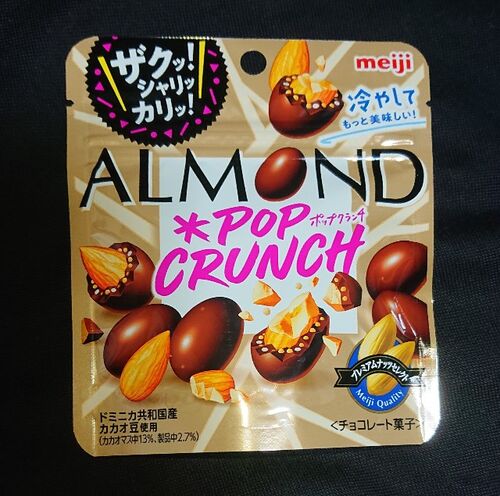 ザクッ!
シャリッ
カリッ!
meiji
冷やして
もっと美味しい!
ALMOND
*POP
ポップクランチ
CRUNCH
プレミアムナッツセレクト
Meiji Quality
ドミニカ共和国産
カカオ豆使用
(カカオマス中13%、製品中2.7%)
<チョコレート菓子>